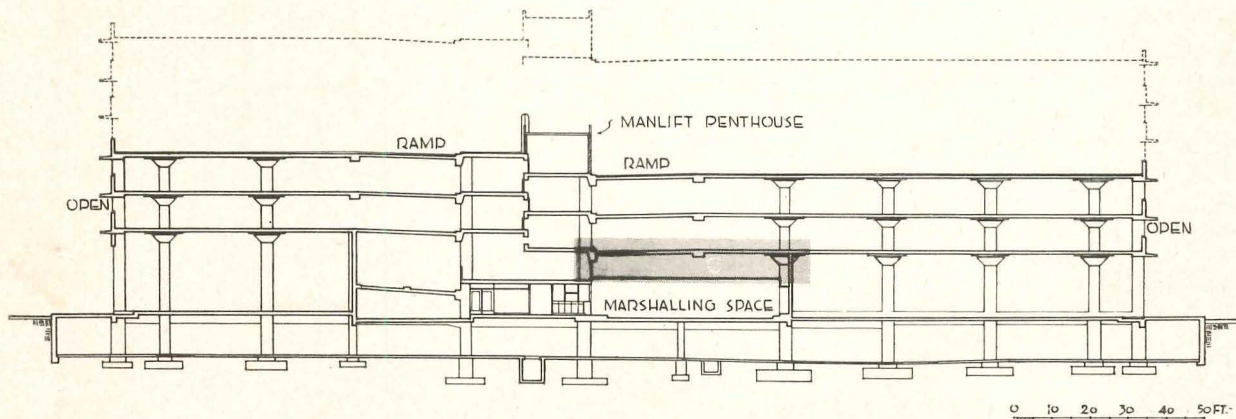 MANLIFT PENTHOUSE
RAMP
RAMP
OPEN
OPEN
MARSHALLING SPACE
0 10 20 30 40 50 FT.